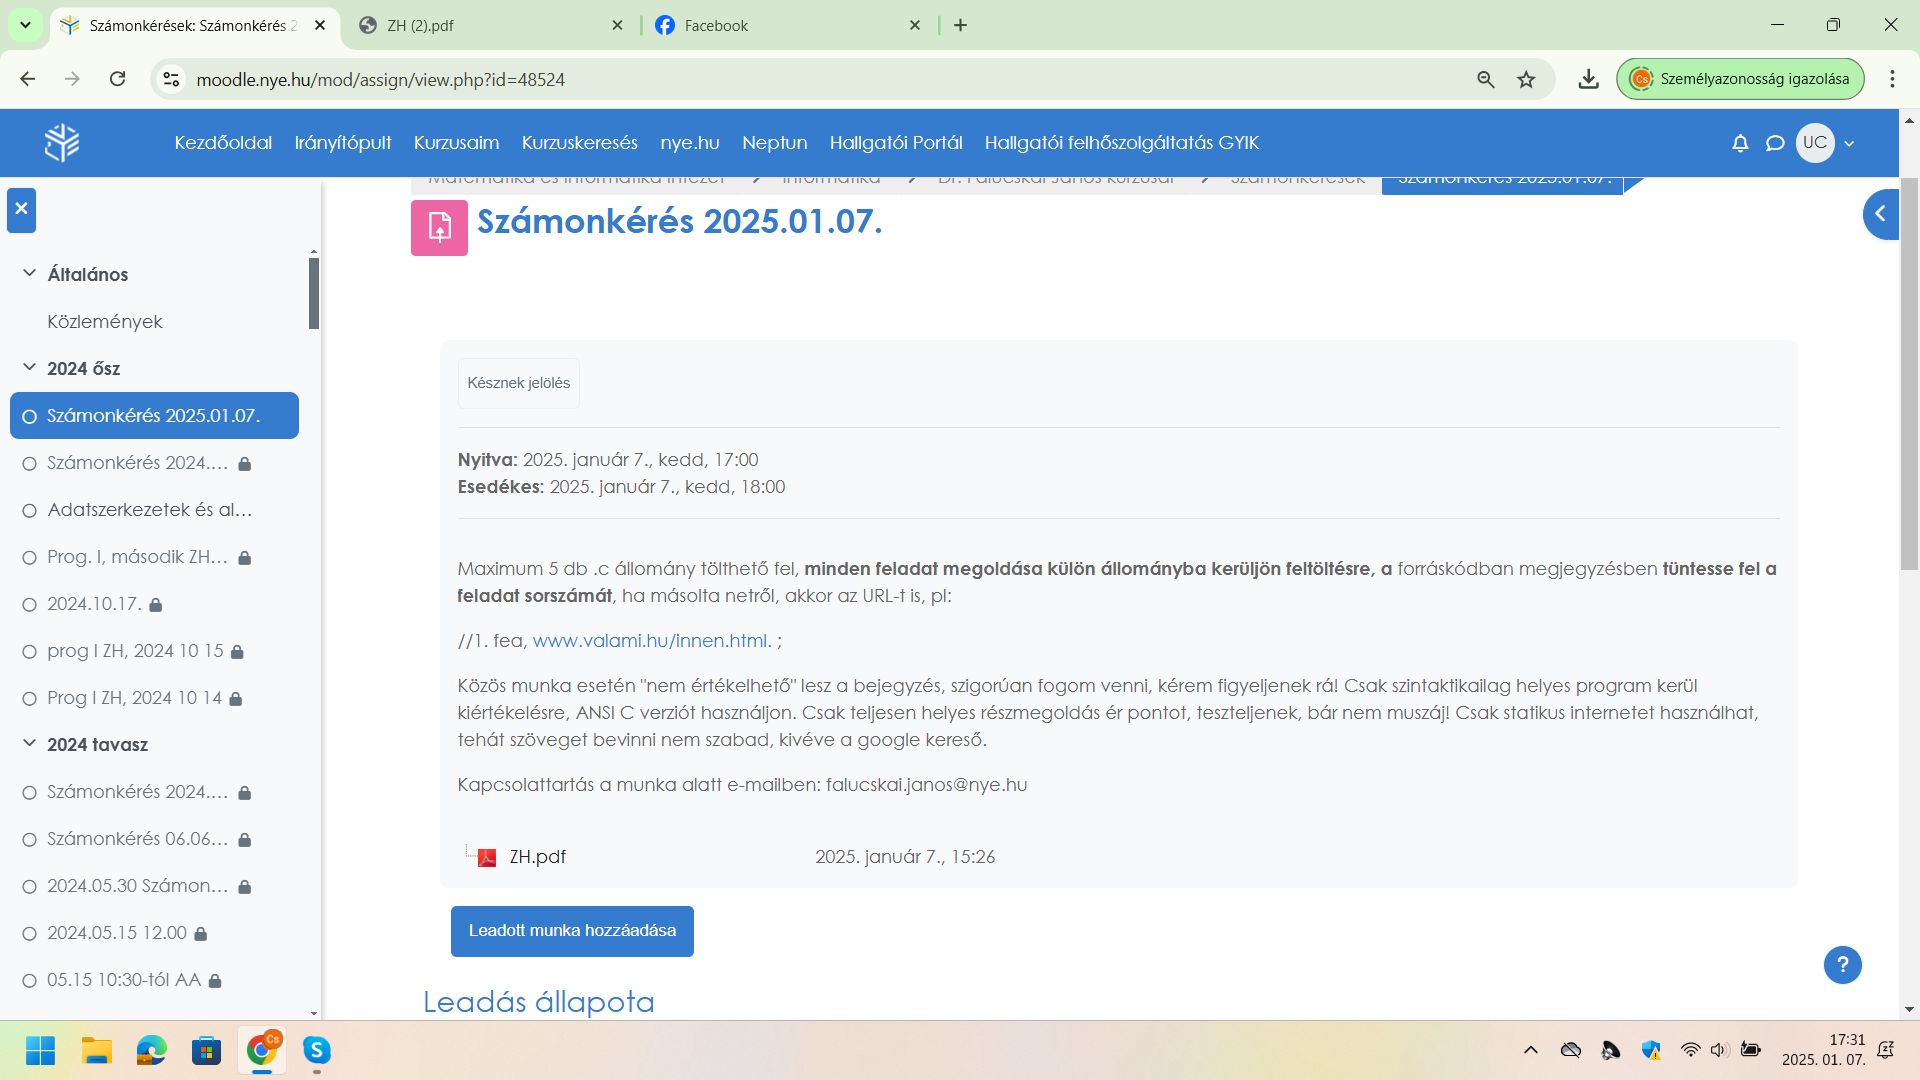 Számonkérések: Számonkérés 2
ZH (2).pdf
Facebook
moodle.nye.hu/mod/assign/view.php?id=48524
Cs
Személyazonosság igazolása
Kezdőoldal
Irányítópult
Kurzusaim
Kurzuskeresés
nye.hu
Neptun
Hallgatói Portál
Hallgatói felhőszolgáltatás GYIK
UC
Matematika és Informatika Intézet
Informatika
Dr. Falucskai János kurzusai
Számonkérések
Számonkérés 2025.01.07.
Számonkérés 2025.01.07.
Általános
Közlemények
2024 ősz
Számonkérés 2025.01.07.
Számonkérés 2024....
Adatszerkezetek és al...
Prog. I, második ZH...
2024.10.17.
prog I ZH, 2024 10 15
Prog I ZH, 2024 10 14
2024 tavasz
Számonkérés 2024....
Számonkérés 06.06...
2024.05.30 Számon...
2024.05.15 12.00
05.15 10:30-tól AA
Késznek jelölés
Nyitva: 2025. január 7., kedd, 17:00
Esedékes: 2025. január 7., kedd, 18:00
Maximum 5 db .c állomány tölthető fel, minden feladat megoldása külön állományba kerüljön feltöltésre, a forráskódban megjegyzésben tüntesse fel a
feladat sorszámát, ha másolta netről, akkor az URL-t is, pl:
//1. fea, www.valami.hu/innen.html. ;
Közös munka esetén "nem értékelhető" lesz a bejegyzés, szigorúan fogom venni, kérem figyeljenek rá! Csak szintaktikailag helyes program kerül
kiértékelésre, ANSI C verziót használjon. Csak teljesen helyes részmegoldás ér pontot, teszteljenek, bár nem muszáj! Csak statikus internetet használhat,
tehát szöveget bevinni nem szabad, kivéve a google kereső.
Kapcsolattartás a munka alatt e-mailben: falucskai.janos@nye.hu
ZH.pdf
2025. január 7., 15:26
Leadott munka hozzáadása
?
Leadás állapota
Cs
S
17:31
2025. 01. 07.